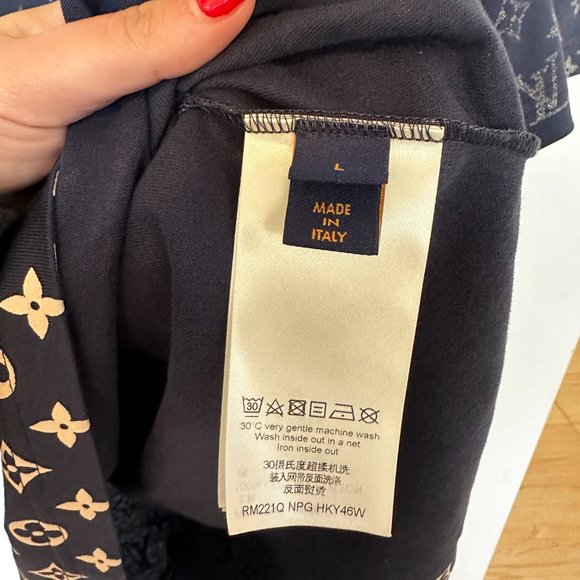 L
MADE
IN
ITALY
30
30°C very gentle machine wash
Wash inside out in a net
Iron inside out
30摄氏度超揉机洗
装入网带反面洗涤
反面熨烫
RM221Q NPG HKY46W